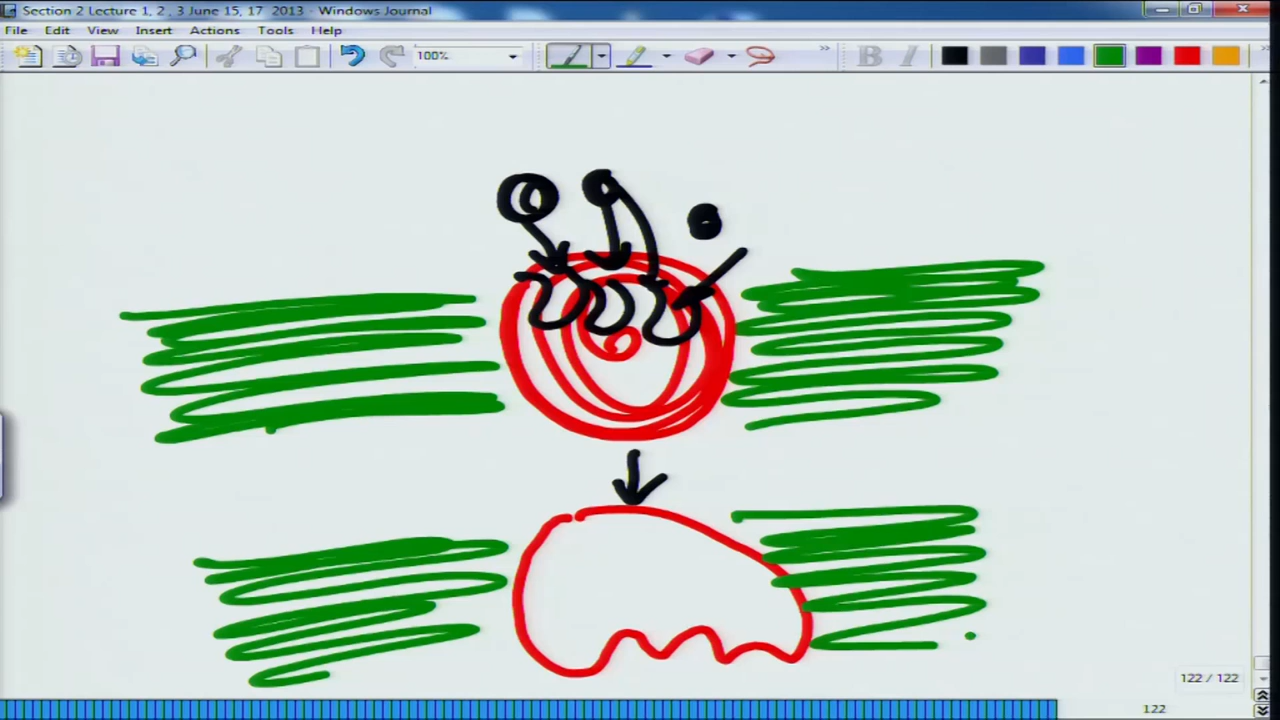 Section 2 Lecture 1, 2 , 3 June 15, 17 2013 - Windows Journal
File Edit View Insert Actions Tools Help
100% B I
122 / 122
122